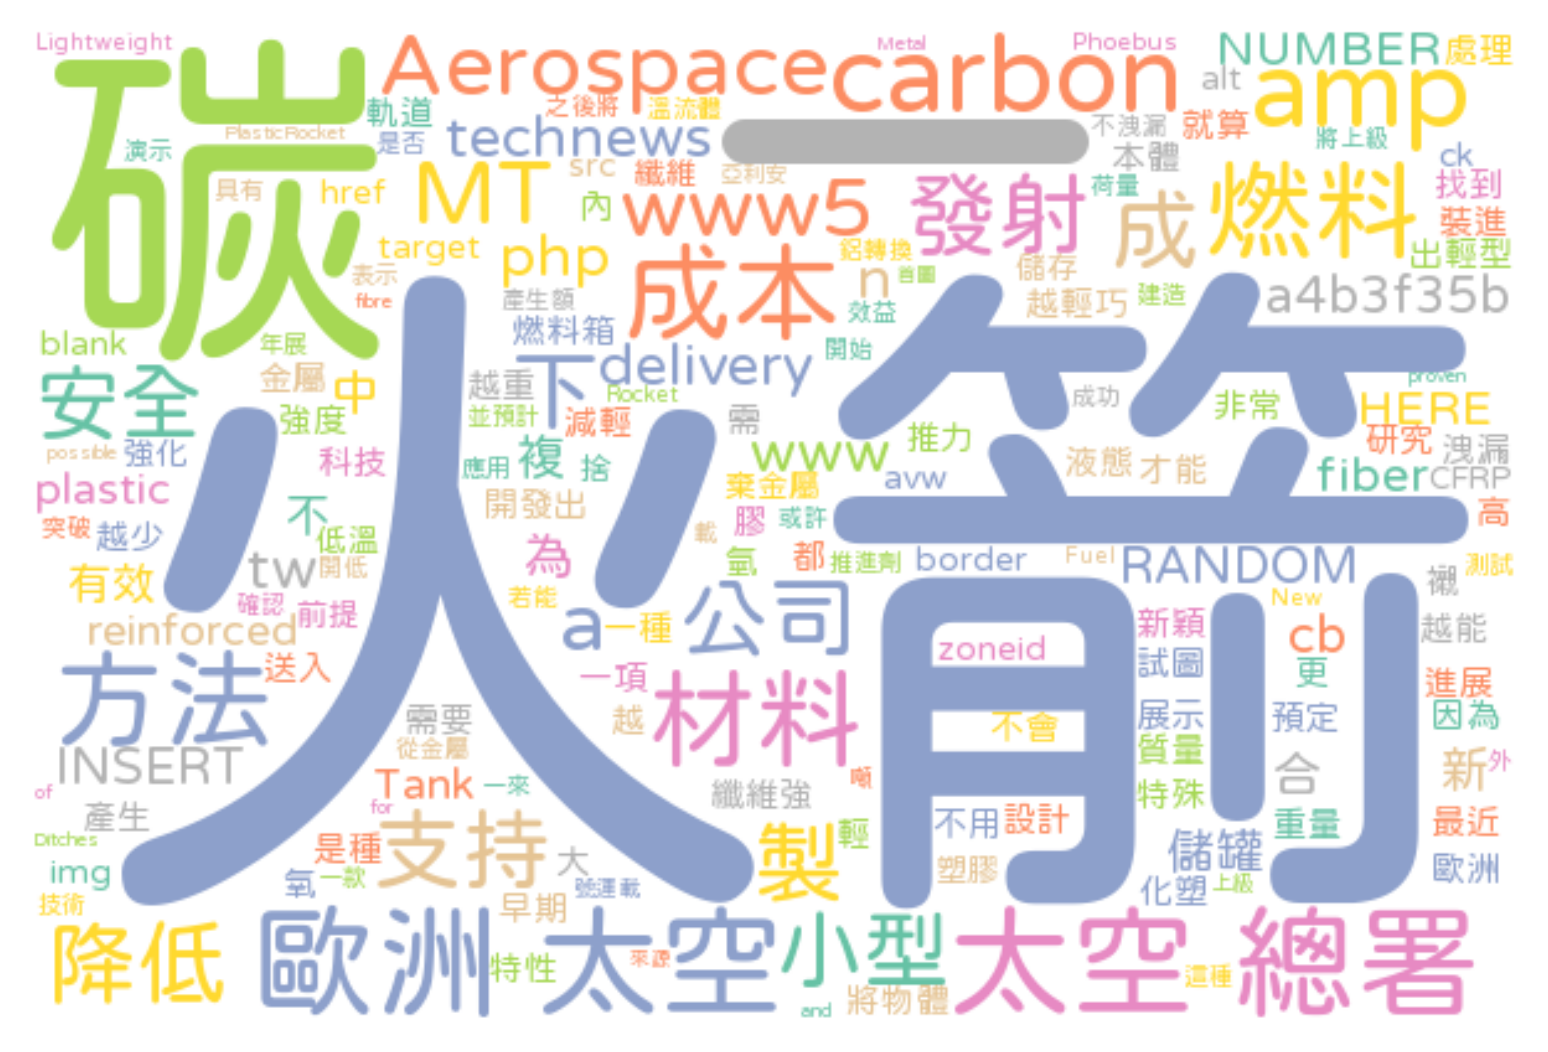 Lightweight
碳
Aerospace
carbon
Metal
Phoebus
NUMBER
處理
alt
amp
軌道
之後將
溫流體
technews
不洩漏
就算
將上級
PlasticRocket
是否
演示
本體
ck
具有
href
MT
src
纖維
亞利安
荷量
找到
內
www5
發射
成
燃料
裝進
target
php
鋁轉換
出輕型
表示
fibre
成本
n
首圖
儲存
產生額
越輕巧
建造
a4b3f35b
效益
燃料箱
blank
年展
火箭
下
delivery
開始
安全
金屬
中
越重
Rocket
成功
proven
強度
並預計
減輕
需
非常
HERE
possible
強化
科技
應用
複
捨
www
推力
研究
洩漏
液態
才能
fiber
CFRP
plastic
棄金屬
avw
開發出
突破
越少
不
低溫
載
膠
或許
高
有效
tw
開低
為
氫
都
推進劑
border
Fuel
RANDOM
測試
襯
確認
前提
若能
New
reinforced
a
一種
公司
新穎
cb
越能
方法
送入
zoneid
試圖
更
一項
材料
進展
需要
越
不會
展示
預定
因為
從金屬
質量
INSERT
Tank
一來
纖維強
噸
特殊
合
新
外
of
產生
for
支持
製
輕
不用
設計
重量
最近
Ditches
是種
大
儲罐
img
氧
一款
號運載
塑膠
化塑
上級
歐洲
技術
早期
降低
歐洲
太空
小型
太空
總署
特性
來源
這種
and
將物體